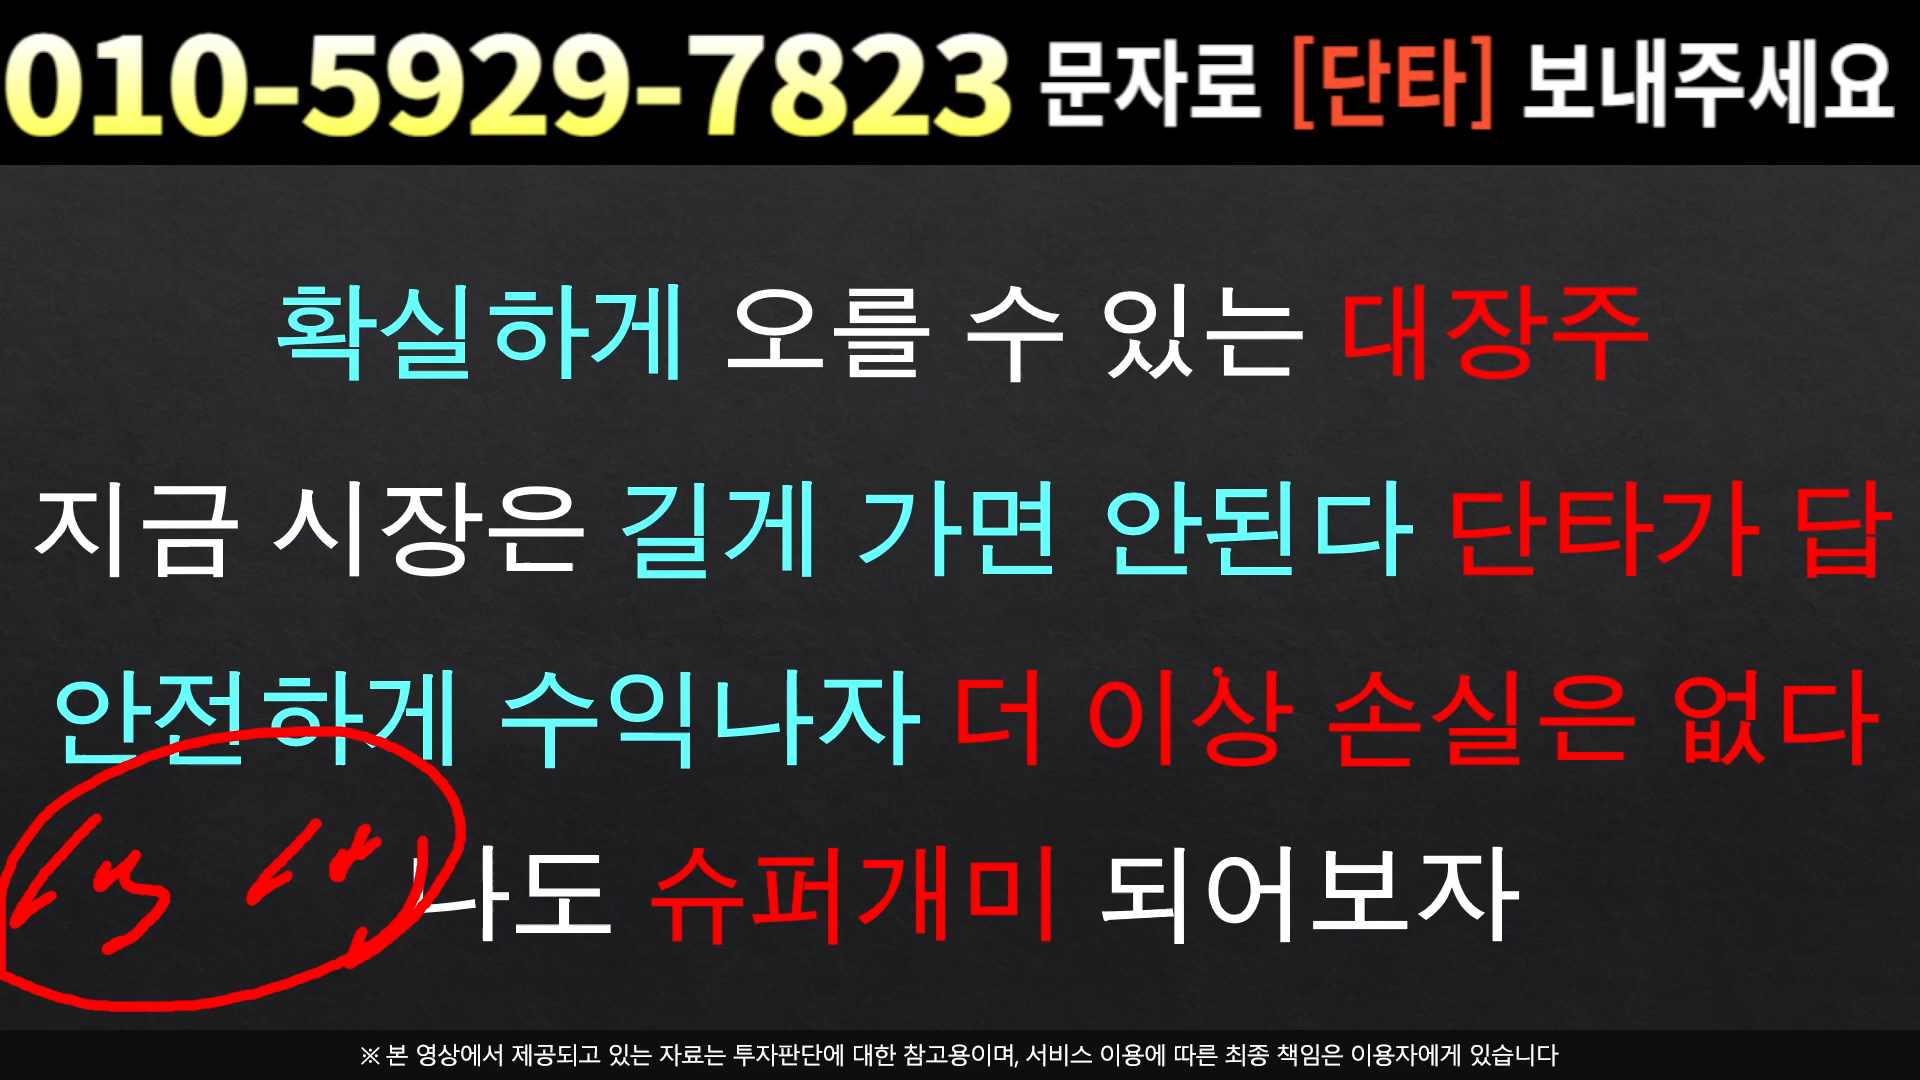 010-5929-7823 문자로 [단타] 보내주세요
확실하게 오를 수 있는 대장주
지금 시장은 길게 가면 안된다 단타가 답
안전하게 수익나자 더 이상 손실은 없다
나도 슈퍼개미 되어보자
※ 본 영상에서 제공되고 있는 자료는 투자판단에 대한 참고용이며, 서비스 이용에 따른 최종 책임은 이용자에게 있습니다